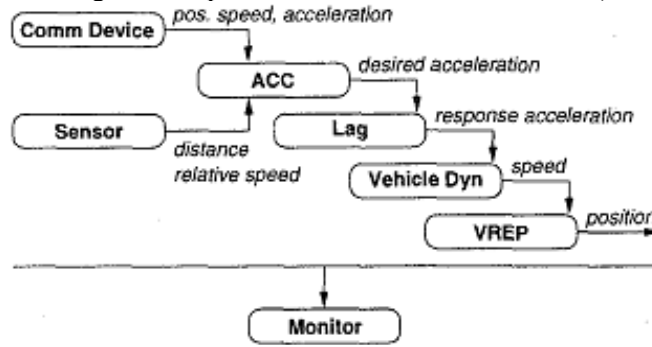 Comm Device
pos. speed, acceleration
ACC
desired acceleration
Sensor
distance
relative speed
Lag
response acceleration
Vehicle Dyn
speed
VREP
position
Monitor